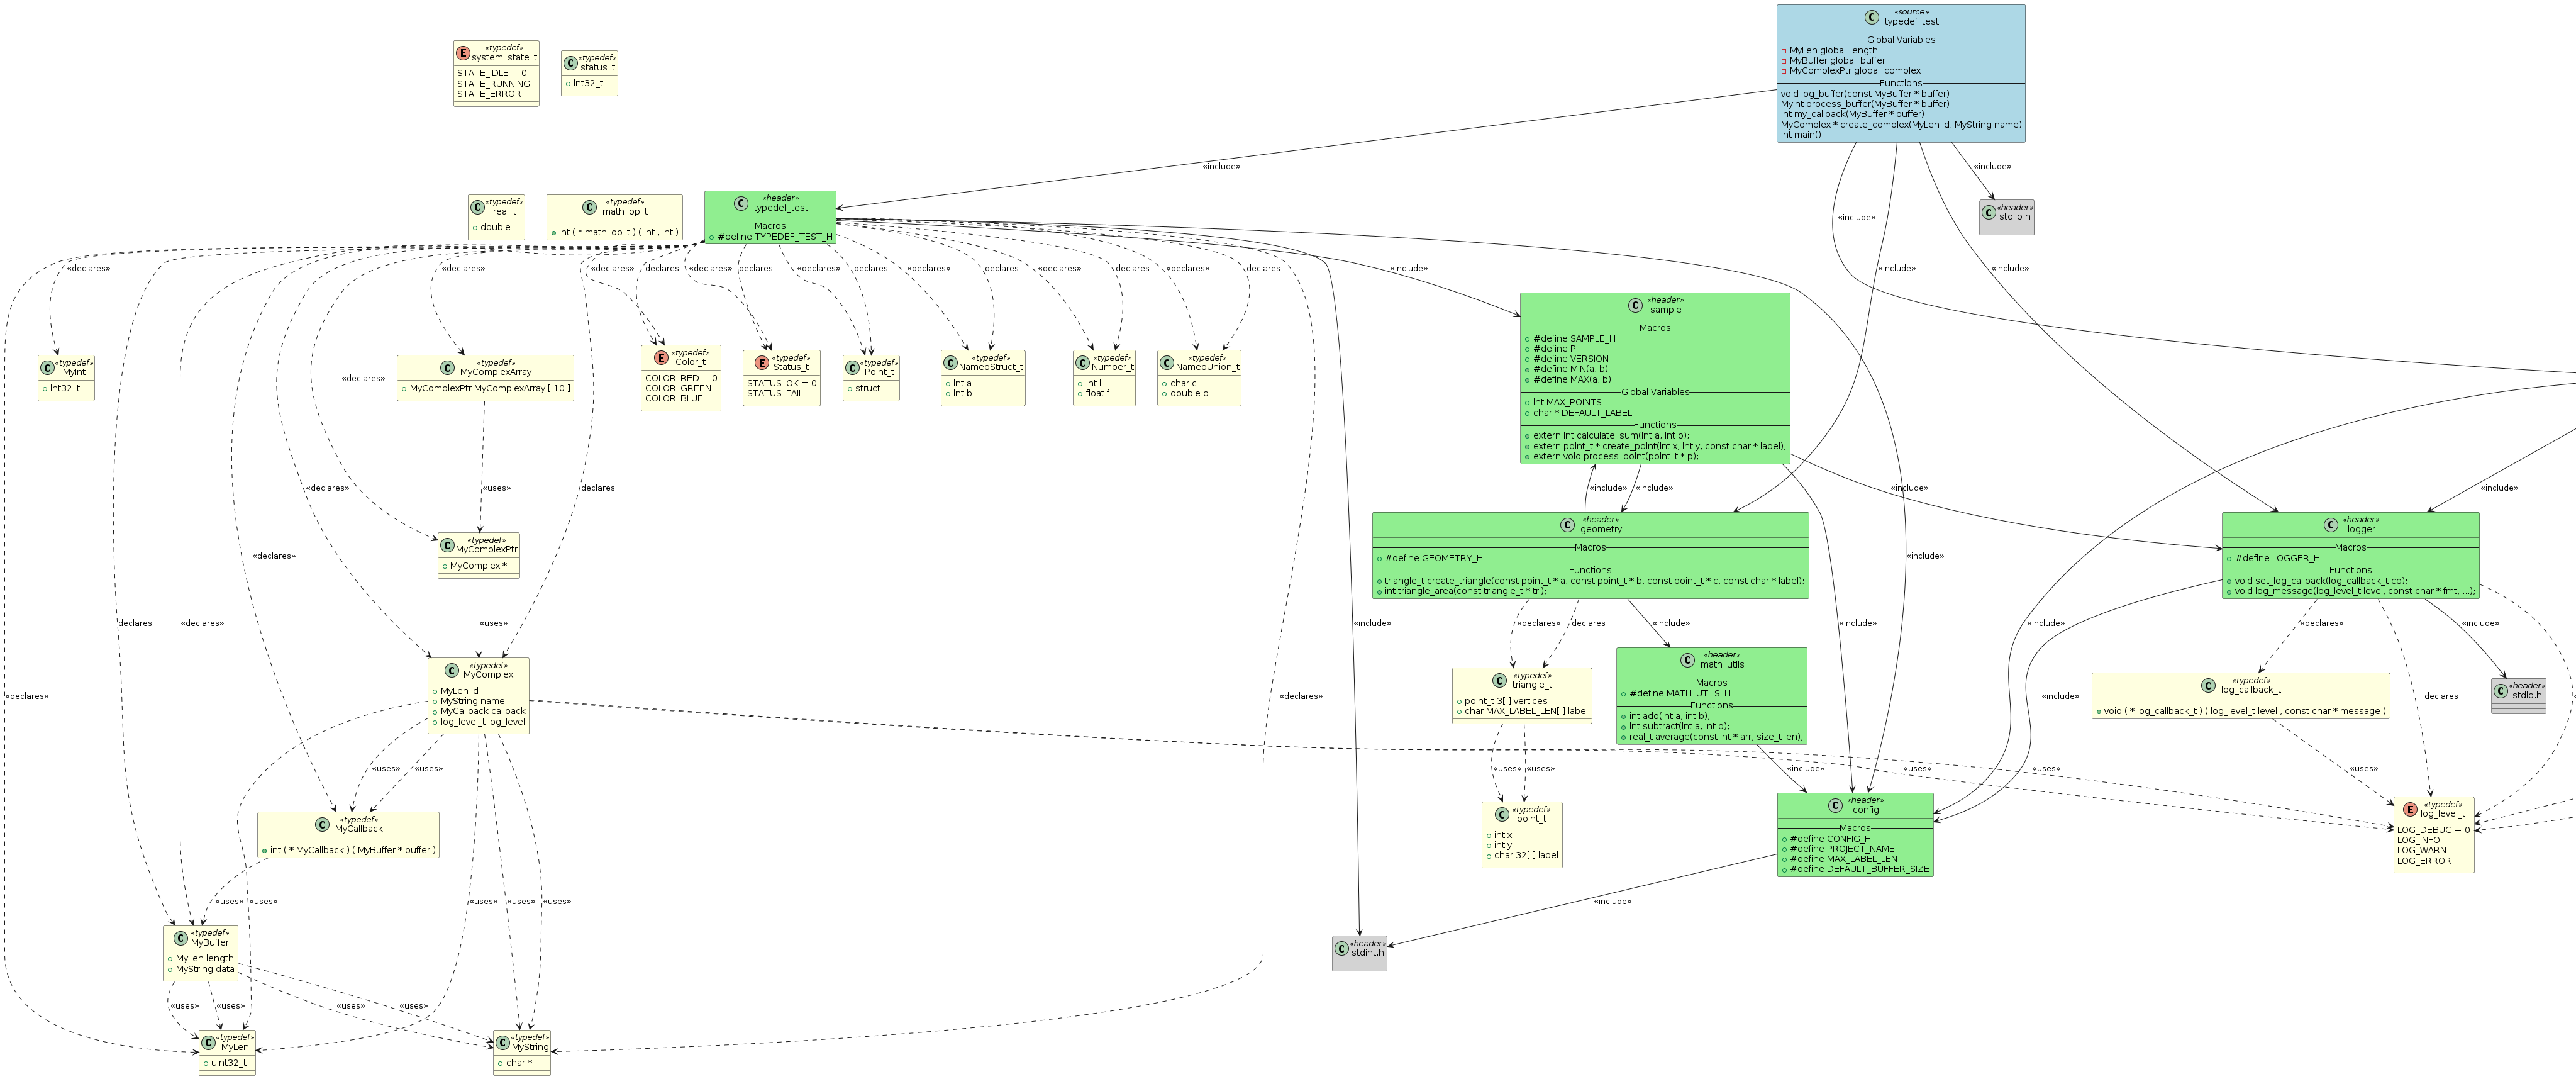 «source»
C typedef_test
Global Variables
MyLen global_length
MyBuffer global_buffer
MyComplexPtr global_complex
Functions
void log_buffer(const MyBuffer * buffer)
MyInt process_buffer(MyBuffer * buffer)
int my_callback(MyBuffer * buffer)
MyComplex * create_complex(MyLen id, MyString name)
int main()
«typedef»
E system_state_t
STATE_IDLE = 0
STATE_RUNNING
STATE_ERROR
«typedef»
C status_t
int32_t
«include»
«include»
«include»
«include»
«include»
«typedef»
C real_t
double
«typedef»
C math_op_t
int ( * math_op_t ) ( int , int )
«header»
C typedef_test
Macros
#define TYPEDEF_TEST_H
«header»
C stdlib.h
«declares»
«declares»
«declares»
declares
«declares»
declares
«declares»
declares
«declares»
declares
«declares»
declares
«declares»
declares
«include»
«header»
C sample
Macros
#define SAMPLE_H
#define PI
#define VERSION
#define MIN(a, b)
#define MAX(a, b)
Global Variables
int MAX_POINTS
char * DEFAULT_LABEL
Functions
extern int calculate_sum(int a, int b);
extern point_t * create_point(int x, int y, const char * label);
extern void process_point(point_t * p);
«typedef»
C MyInt
int32_t
«typedef»
C MyComplexArray
MyComplexPtr MyComplexArray [ 10 ]
«typedef»
E Color_t
COLOR_RED = 0
COLOR_GREEN
COLOR_BLUE
«typedef»
E Status_t
STATUS_OK = 0
STATUS_FAIL
«typedef»
C Point_t
struct
«typedef»
C NamedStruct_t
int a
int b
«typedef»
C Number_t
int i
float f
«typedef»
C NamedUnion_t
char c
double d
«declares»
«declares»
«uses»
declares
«include»
«include»
«include»
«include»
«typedef»
C MyComplexPtr
MyComplex *
«declares»
«header»
C geometry
Macros
#define GEOMETRY_H
Functions
triangle_t create_triangle(const point_t * a, const point_t * b, const point_t * c, const char * label);
int triangle_area(const triangle_t * tri);
«include»
«header»
C logger
Macros
#define LOGGER_H
Functions
void set_log_callback(log_callback_t cb);
void log_message(log_level_t level, const char * fmt, ...);
declares
«declares»
«uses»
«include»
«declares»
declares
«include»
«include»
«include»
«declares»
«include»
«declares»
«typedef»
C MyComplex
MyLen id
MyString name
MyCallback callback
log_level_t log_level
«declares»
«typedef»
C triangle_t
point_t 3[ ] vertices
char MAX_LABEL_LEN[ ] label
«header»
C math_utils
Macros
#define MATH_UTILS_H
Functions
int add(int a, int b);
int subtract(int a, int b);
real_t average(const int * arr, size_t len);
«include»
«typedef»
C log_callback_t
void ( * log_callback_t ) ( log_level_t level , const char * message )
declares
«header»
C stdio.h
«uses»
«uses»
«uses»
«uses»
«include»
«uses»
«uses»
«uses»
«typedef»
C MyCallback
int ( * MyCallback ) ( MyBuffer * buffer )
«typedef»
C point_t
int x
int y
char 32[ ] label
«header»
C config
Macros
#define CONFIG_H
#define PROJECT_NAME
#define MAX_LABEL_LEN
#define DEFAULT_BUFFER_SIZE
«typedef»
E log_level_t
LOG_DEBUG = 0
LOG_INFO
LOG_WARN
LOG_ERROR
«uses»
«uses»
«uses»
«uses»
«uses»
«include»
«typedef»
C MyBuffer
MyLen length
MyString data
«header»
C stdint.h
«uses»
«uses»
«uses»
«uses»
«typedef»
C MyLen
uint32_t
«typedef»
C MyString
char *